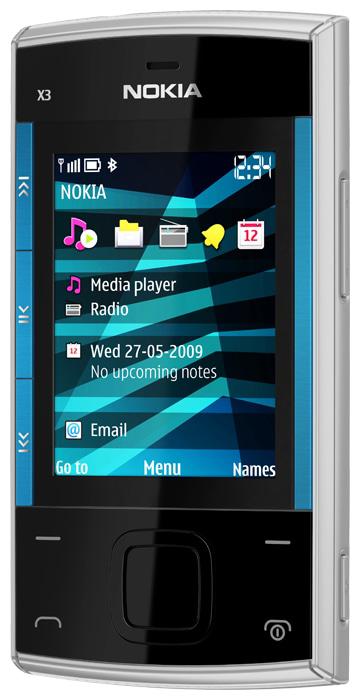 X3
NOKIA
12:34
NOKIA
12
Media player
Radio
12
Wed 27-05-2009
No upcoming notes
@ Email
Go to Menu Names